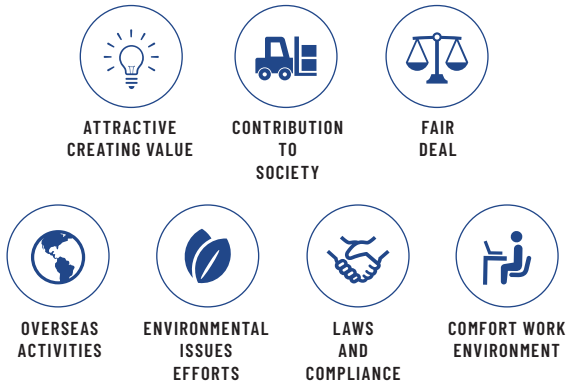 ATTRACTIVE
CREATING VALUE
CONTRIBUTION
TO
SOCIETY
FAIR
DEAL
OVERSEAS
ACTIVITIES
ENVIRONMENTAL
ISSUES
EFFORTS
LAWS
AND
COMPLIANCE
COMFORT WORK
ENVIRONMENT